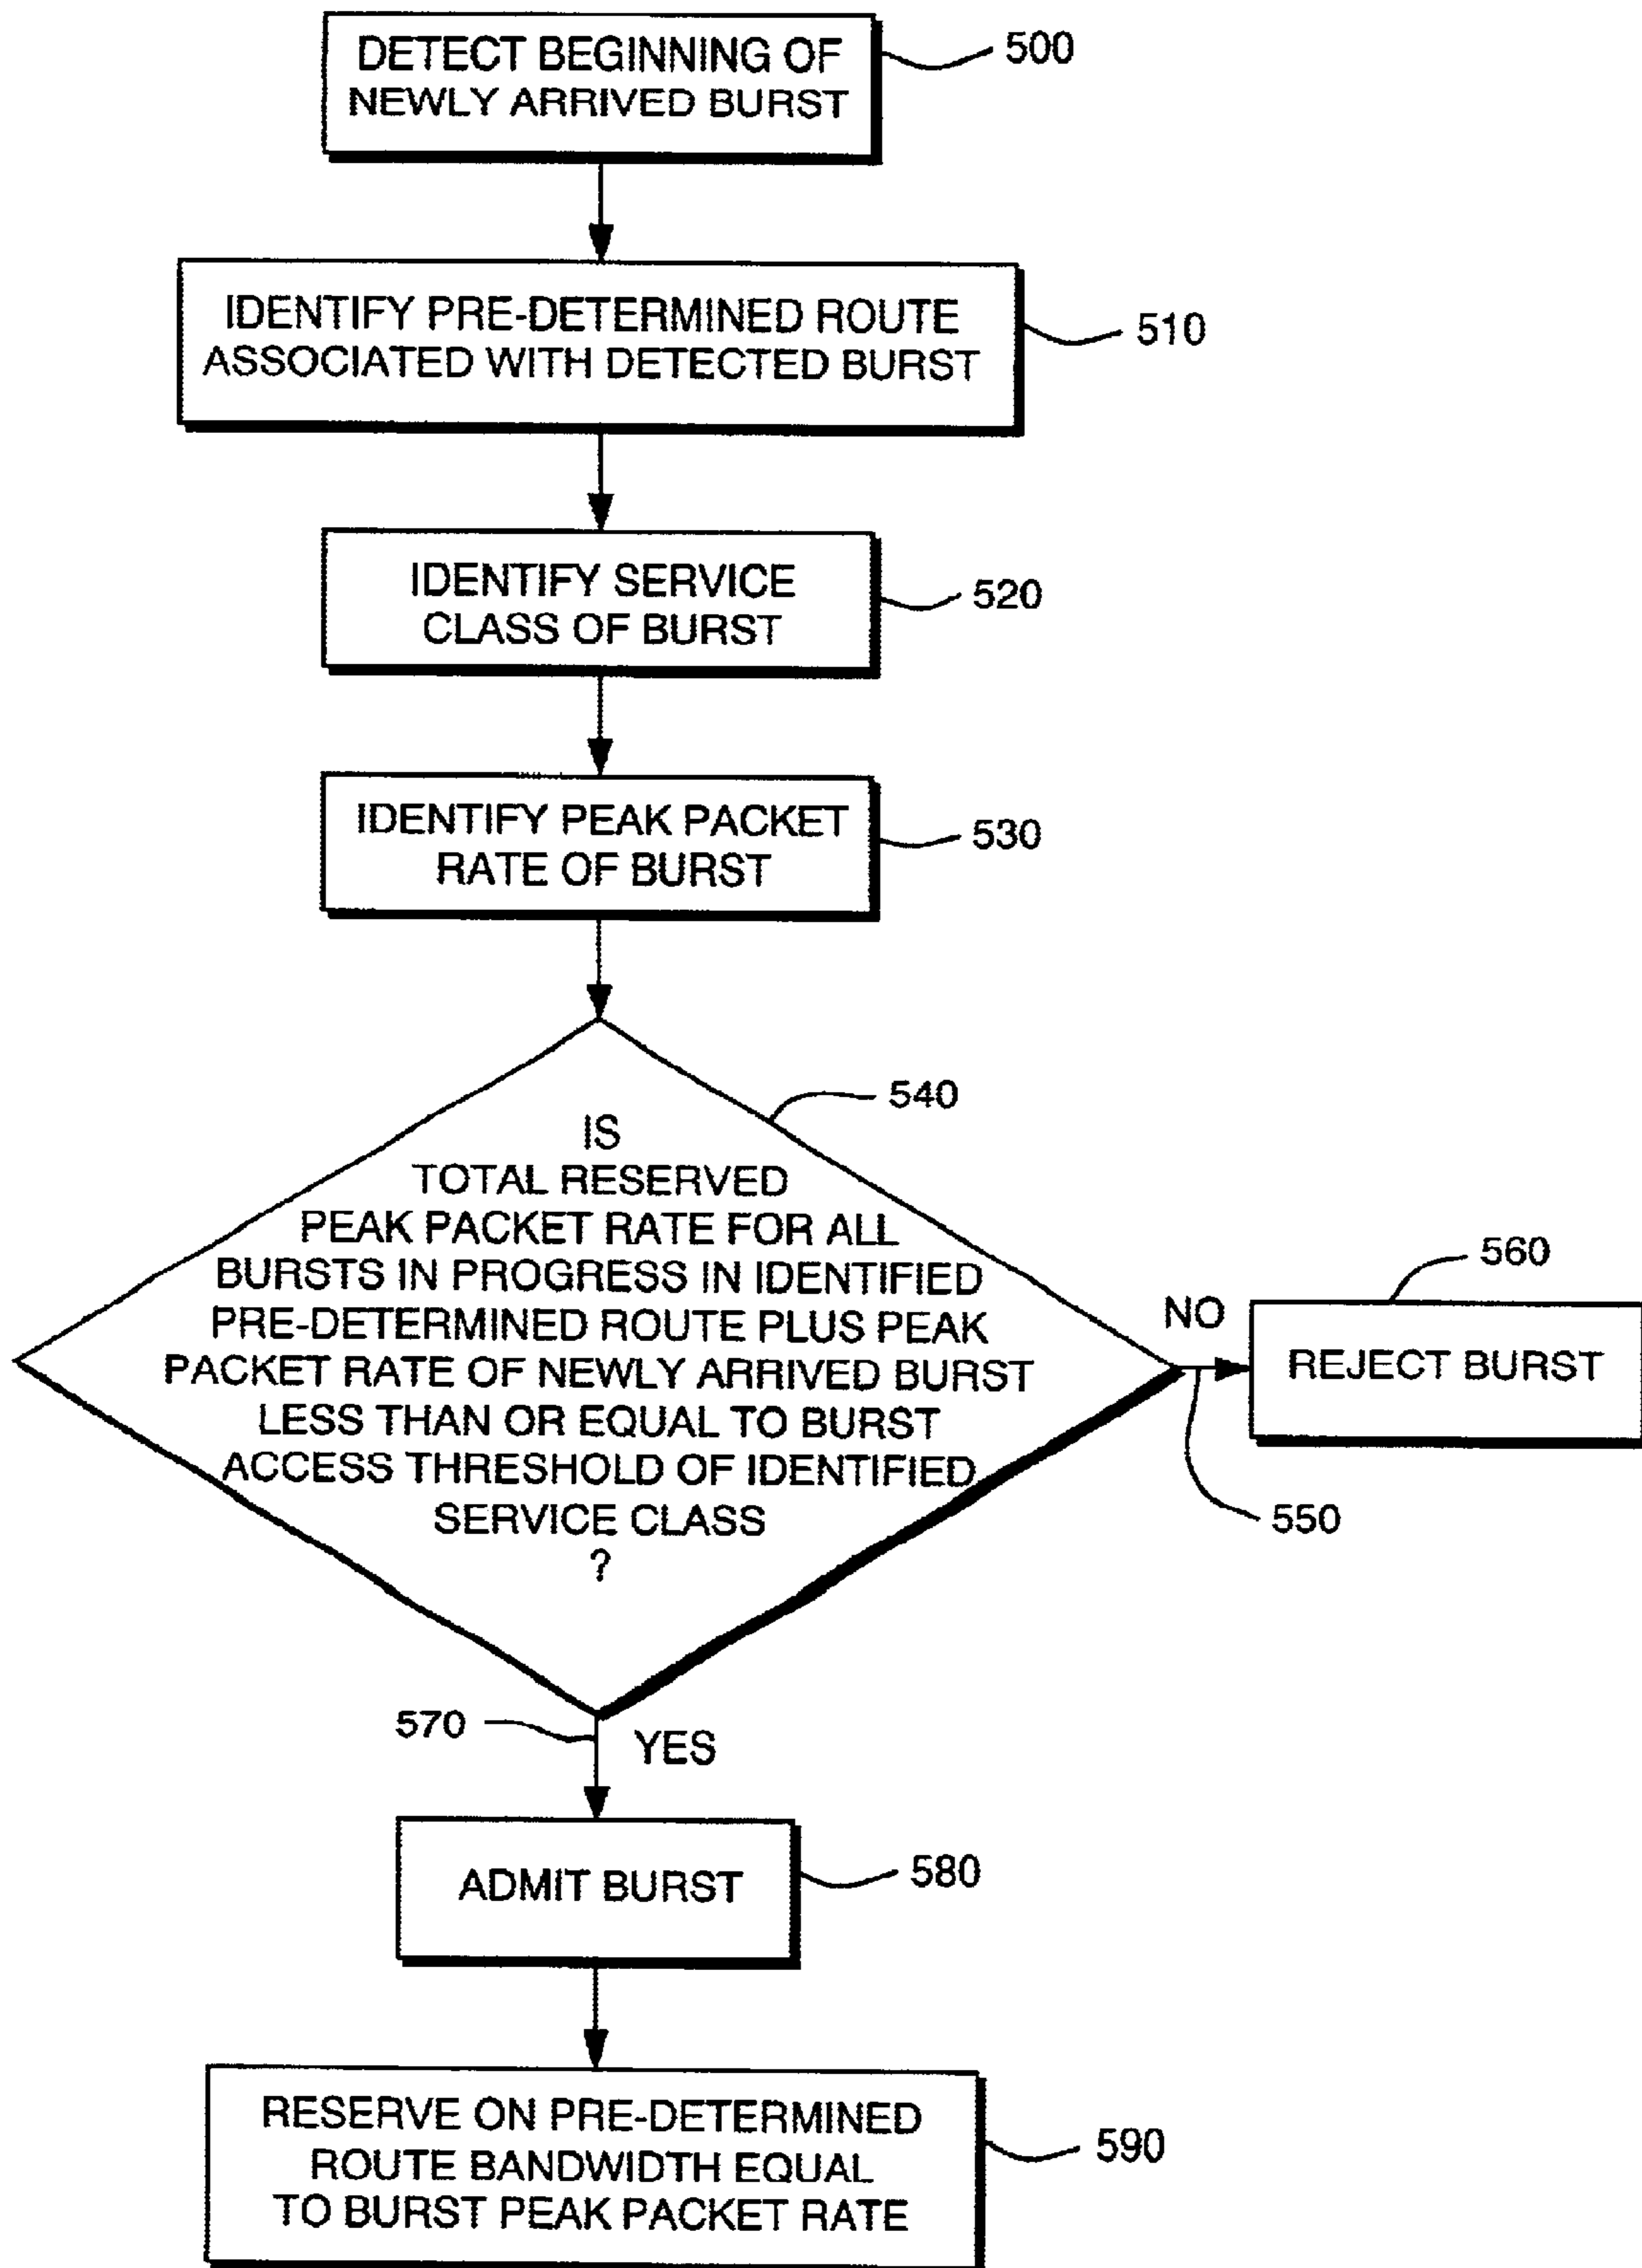 DETECT BEGINNING OF
NEWLY ARRIVED BURST
500
IDENTIFY PRE-DETERMINED ROUTE
ASSOCIATED WITH DETECTED BURST
510
IDENTIFY SERVICE
CLASS OF BURST
520
IDENTIFY PEAK PACKET
RATE OF BURST
530
540
IS
TOTAL RESERVED
PEAK PACKET RATE FOR ALL
BURSTS IN PROGRESS IN IDENTIFIED
PRE-DETERMINED ROUTE PLUS PEAK
PACKET RATE OF NEWLY ARRIVED BURST
LESS THAN OR EQUAL TO BURST
ACCESS THRESHOLD OF IDENTIFIED
SERVICE CLASS
?
NO
550
560
REJECT BURST
570
YES
ADMIT BURST
580
RESERVE ON PRE-DETERMINED
ROUTE BANDWIDTH EQUAL
TO BURST PEAK PACKET RATE
590